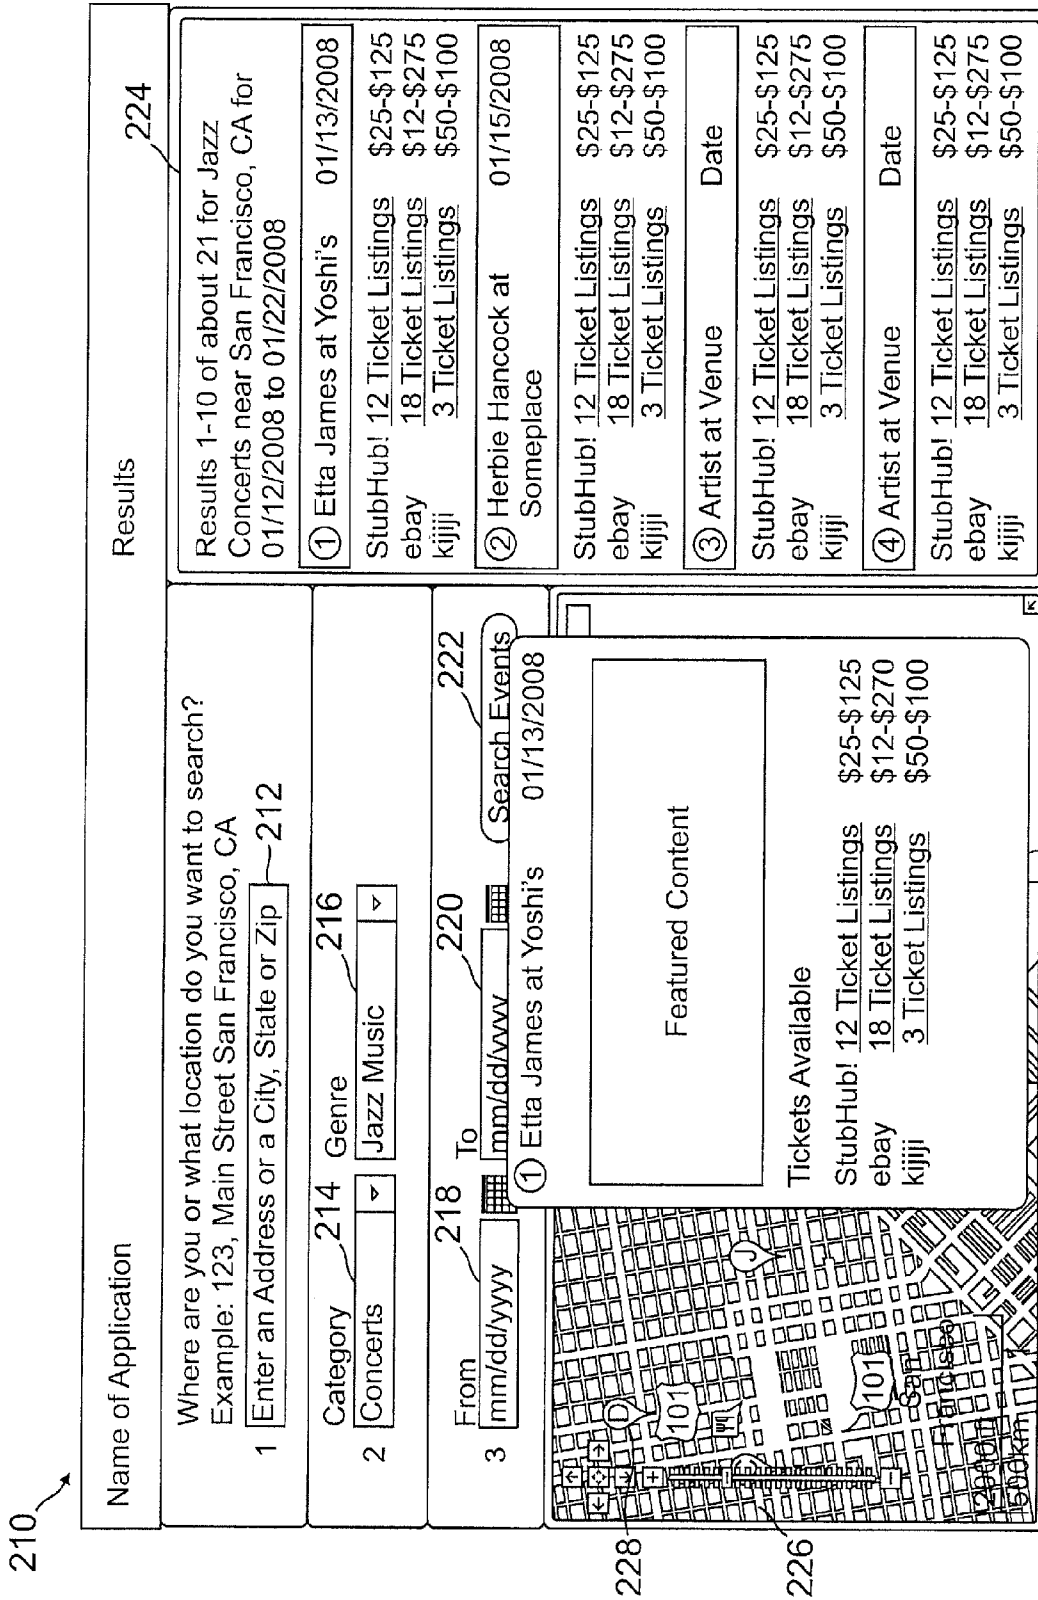 210
Name of Application
Results
224
Where are you or what location do you want to search?
Example: 123, Main Street San Francisco, CA
1 Enter an Address or a City, State or Zip 212
Category 214 Genre 216
2 Concerts Jazz Music
From 218 To 220 222
3 mm/dd/yyyy mm/dd/yyyy Search Events
Results 1-10 of about 21 for Jazz
Concerts near San Francisco, CA for
01/12/2008 to 01/22/2008
1 Etta James at Yoshi's 01/13/2008
StubHub! 12 Ticket Listings $25-$125
ebay 18 Ticket Listings $12-$275
kijiji 3 Ticket Listings $50-$100
2 Herbie Hancock at 01/15/2008
Someplace
StubHub! 12 Ticket Listings $25-$125
ebay 18 Ticket Listings $12-$275
kijiji 3 Ticket Listings $50-$100
3 Artist at Venue Date
StubHub! 12 Ticket Listings $25-$125
ebay 18 Ticket Listings $12-$275
kijiji 3 Ticket Listings $50-$100
4 Artist at Venue Date
StubHub! 12 Ticket Listings $25-$125
ebay 18 Ticket Listings $12-$275
kijiji 3 Ticket Listings $50-$100
1 Etta James at Yoshi's 01/13/2008
Featured Content
Tickets Available
StubHub! 12 Ticket Listings $25-$125
ebay 18 Ticket Listings $12-$270
kijiji 3 Ticket Listings $50-$100
228
226
D
101
J
101
San
Francisco
2000ft
500km